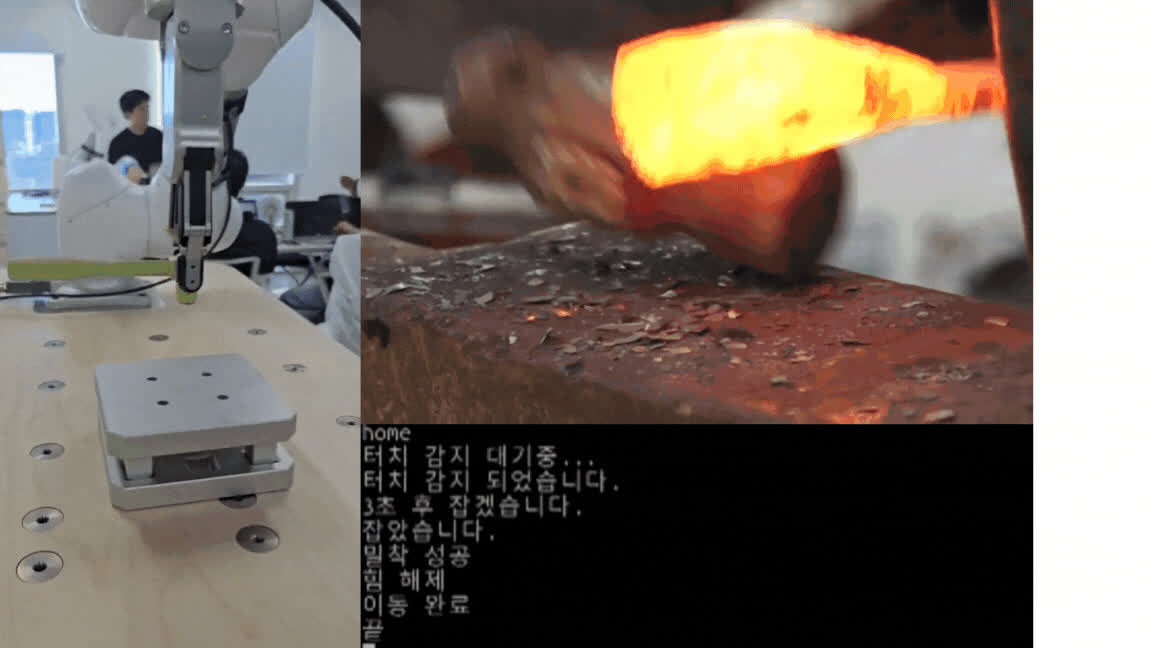 home
터치 감지 대기중...
터치 감지 되었습니다.
3초 후 잡겠습니다.
잡았습니다.
밀착 성공
힘 해제
이동 완료
끝